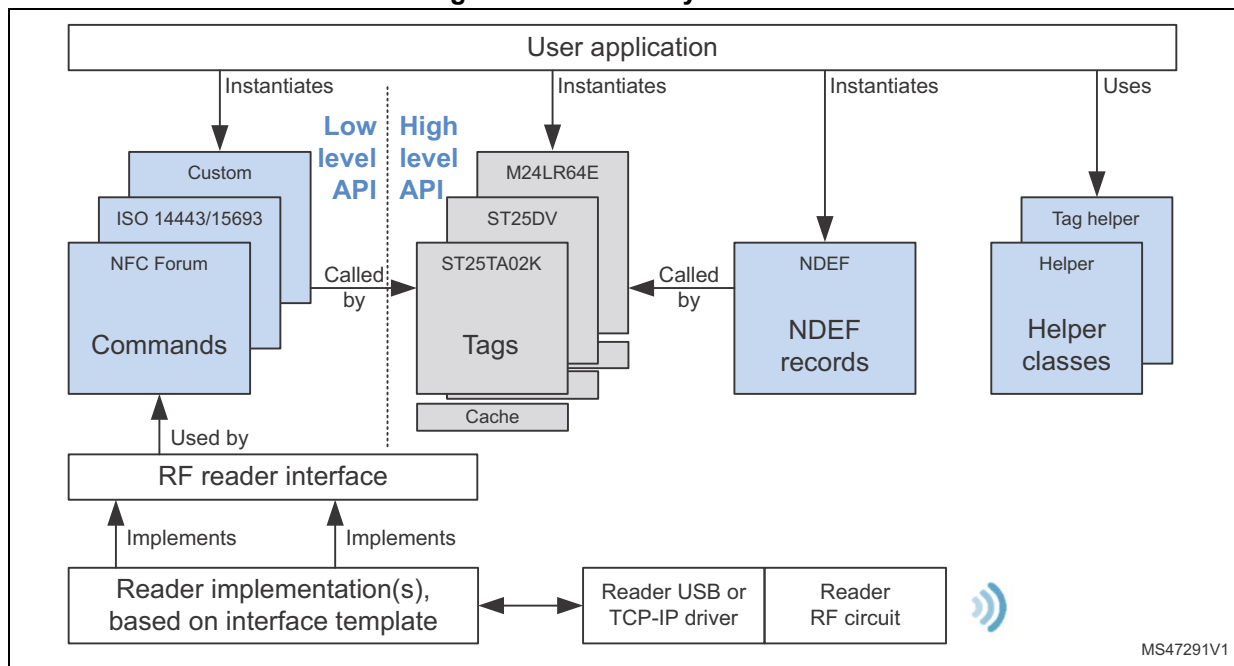 User application
Instantiates
Instantiates
Instantiates
Uses
Low
level
API
High
level
API
Custom
ISO 14443/15693
NFC Forum
Commands
Called
by
M24LR64E
ST25DV
ST25TA02K
Tags
Cache
Called
by
NDEF
NDEF
records
Tag helper
Helper
Helper
classes
Used by
RF reader interface
Implements
Implements
Reader implementation(s),
based on interface template
Reader USB or
TCP-IP driver
Reader
RF circuit
MS47291V1